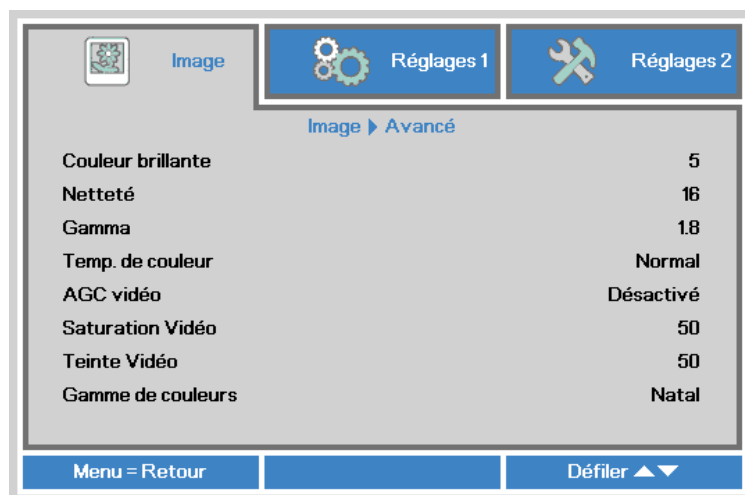 Image
Réglages 1
Réglages 2
Image ▶ Avancé
Couleur brillante 5
Netteté 16
Gamma 1.8
Temp. de couleur Normal
AGC vidéo Désactivé
Saturation Vidéo 50
Teinte Vidéo 50
Gamme de couleurs Natal
Menu = Retour
Défiler ▲▼